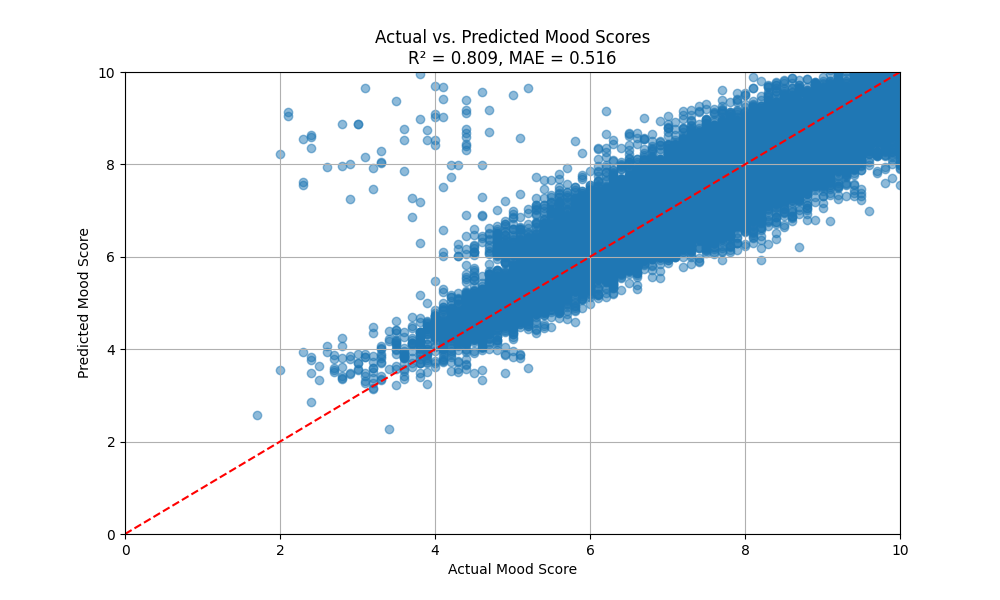 Actual vs. Predicted Mood Scores
R² = 0.809, MAE = 0.516
Predicted Mood Score
10
8
6
4
2
0
0 2 4 6 8 10
Actual Mood Score